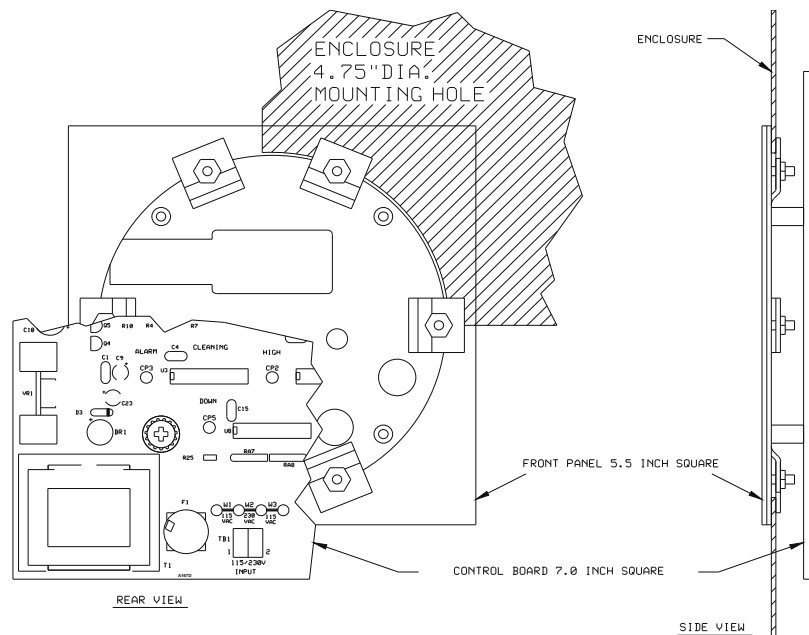 ENCLOSURE
4.75"DIA.
MOUNTING HOLE
ENCLOSURE
C10
Q5
R10
R4
R7
Q4
ALARM
C4
CLEANING
HIGH
C1
C9
+
CP3
U3
CP2
VR1
+
C23
DOWN
D3
C15
+
BR1
CP5
U8
R25
RA7
RA8
FRONT PANEL 5.5 INCH SQUARE
F1
W1
W2
W3
115
VAC
230
VAC
115
VAC
TB1
1
2
115/230V
INPUT
T1
CONTROL BOARD 7.0 INCH SQUARE
REAR VIEW
SIDE VIEW